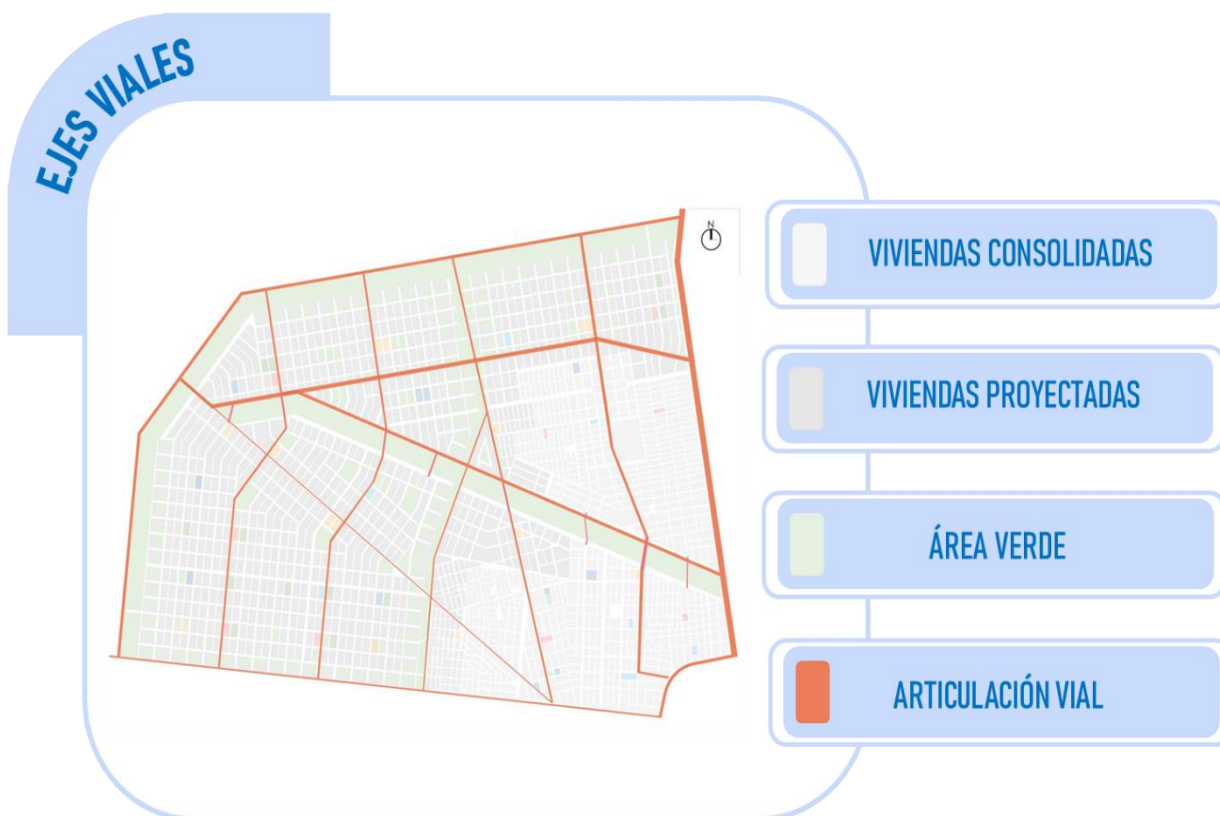 EJES VIALES
N
VIVIENDAS CONSOLIDADAS
VIVIENDAS PROYECTADAS
ÁREA VERDE
ARTICULACIÓN VIAL